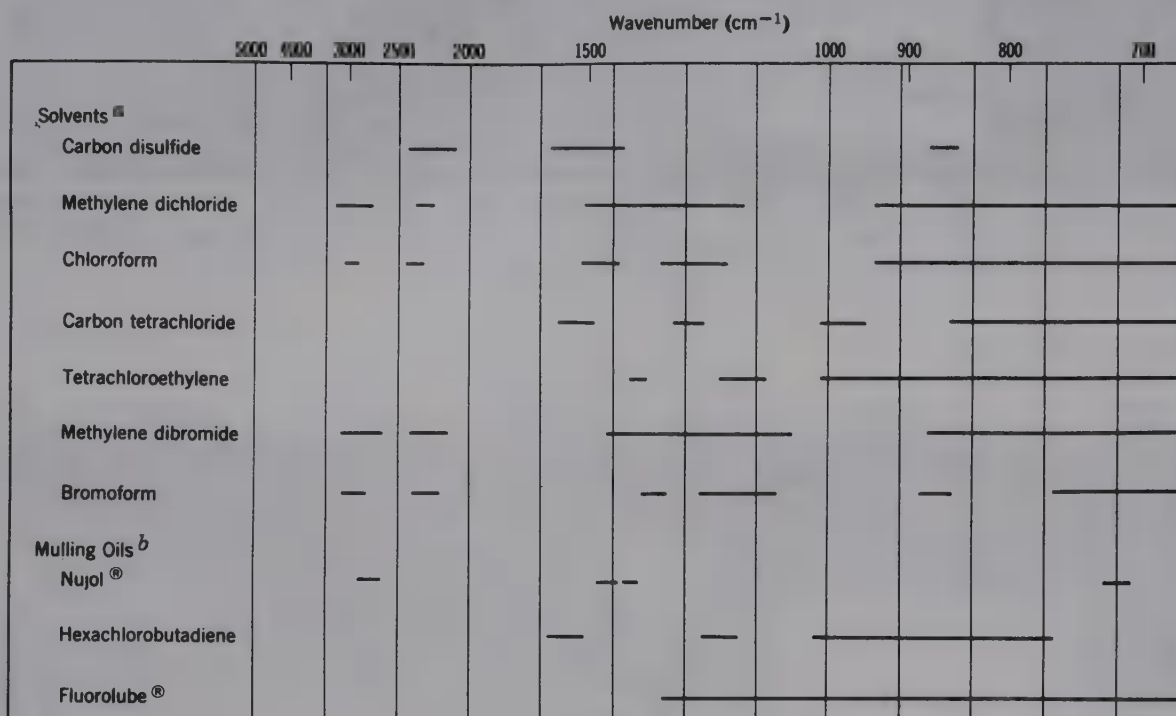 Wavenumber (cm⁻¹)
5000 4000 3000 2500 2000 1500 1000 900 800 700
Solvents
Carbon disulfide
Methylene dichloride
Chloroform
Carbon tetrachloride
Tetrachloroethylene
Methylene dibromide
Bromoform
Mulling Oils b
Nujol ®
Hexachlorobutadiene
Fluorolube ®